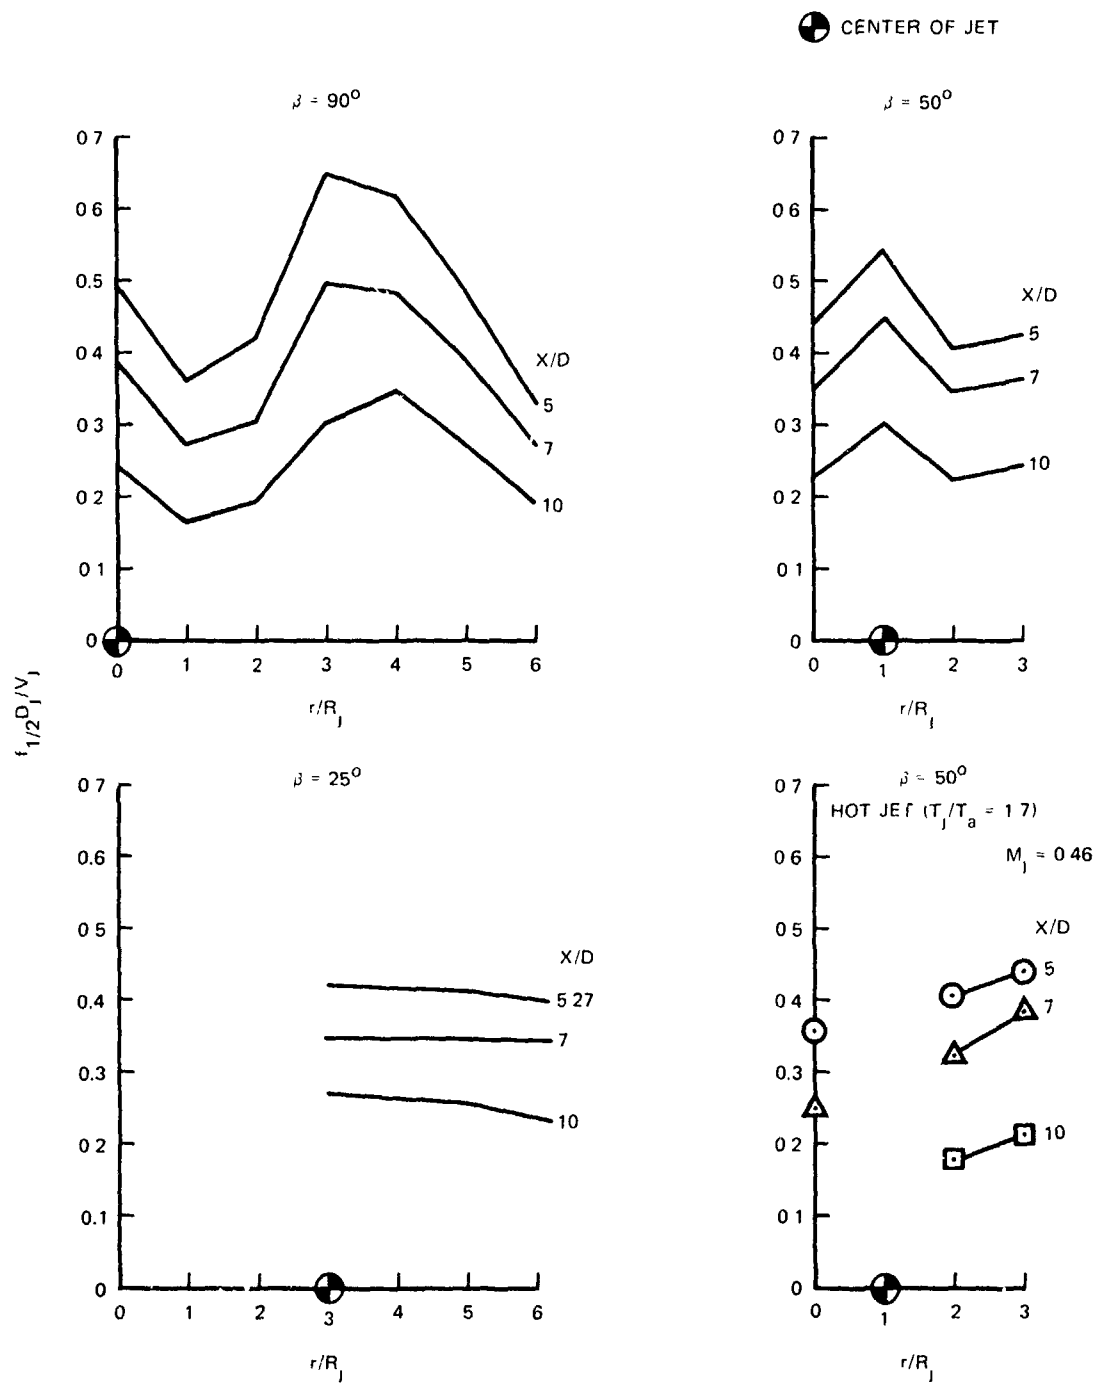 CENTER OF JET
β = 90°
0 7
0 6
0 5
0 4
0 3
0 2
0 1
0
X/D
5
7
10
0 1 2 3 4 5 6
r/R_J
β = 50°
0 7
0 6
0 5
0 4
0 3
0 2
0 1
0
X/D
5
7
10
0 1 2 3
r/R_J
f_1/2 D_J/V_J
β = 25°
0 7
0.6
0 5
0.4
0.3
0 2
0.1
0
X/D
5 27
7
10
0 1 2 3 4 5 6
r/R_J
β = 50°
HOT JET (T_J/T_a = 1 7)
M_J = 0 46
0 7
0 6
0 5
0 4
0.3
0 2
0 1
0
X/D
5
7
10
0 1 2 3
r/R_J